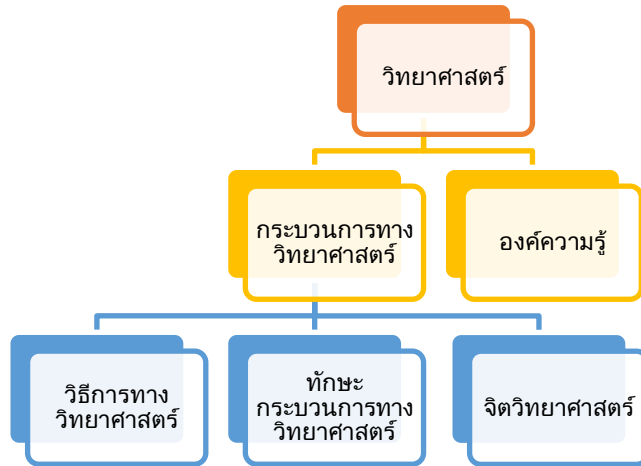 วิทยาศาสตร์
กระบวนการทาง
วิทยาศาสตร์
องค์ความรู้
วิธีการทาง
วิทยาศาสตร์
ทักษะ
กระบวนการทาง
วิทยาศาสตร์
จิตวิทยาศาสตร์